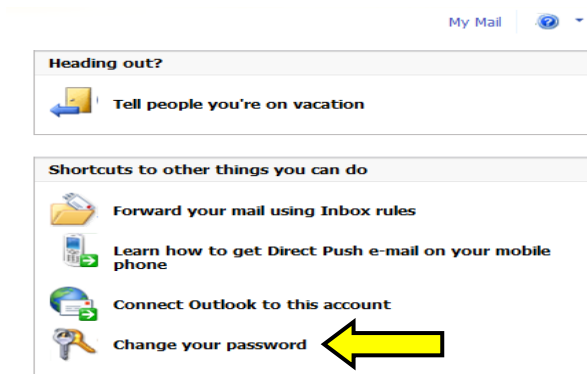 My Mail
Heading out?
Tell people you're on vacation
Shortcuts to other things you can do
Forward your mail using Inbox rules
Learn how to get Direct Push e-mail on your mobile
phone
Connect Outlook to this account
Change your password